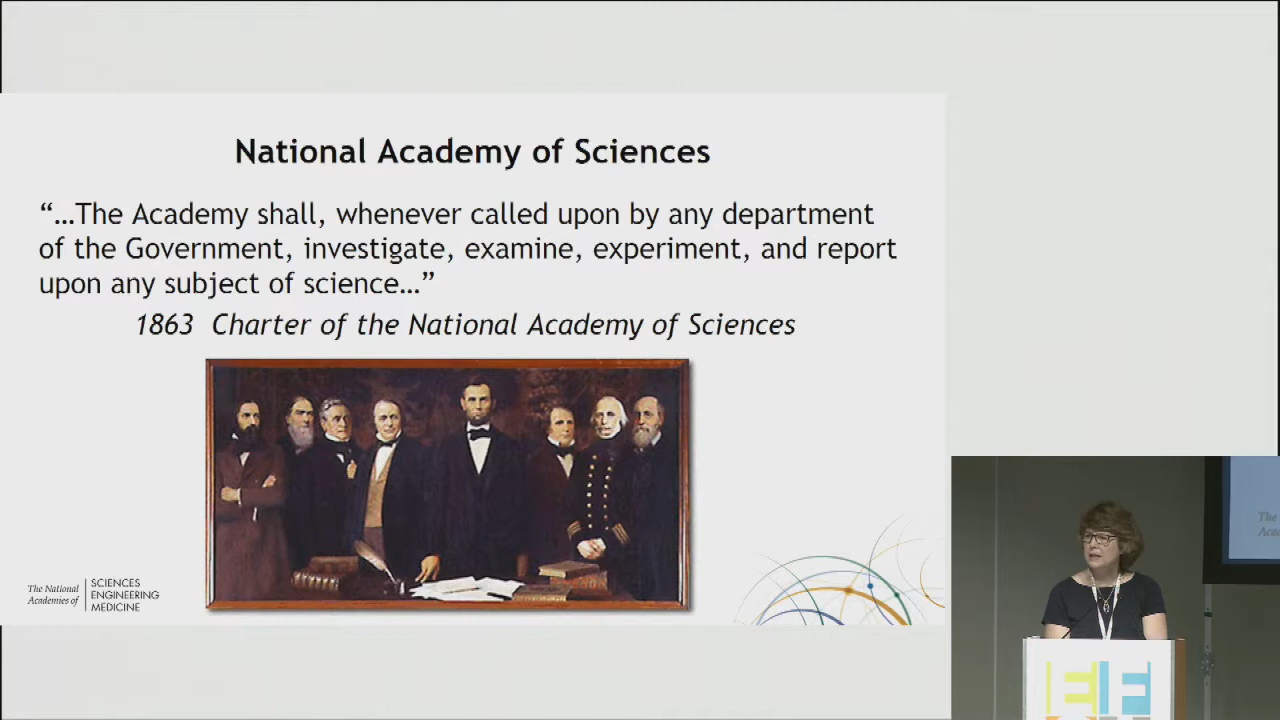 National Academy of Sciences
“…The Academy shall, whenever called upon by any department
of the Government, investigate, examine, experiment, and report
upon any subject of science…”
1863 Charter of the National Academy of Sciences
The National
Academies of
SCIENCES
ENGINEERING
MEDICINE
The
Aca